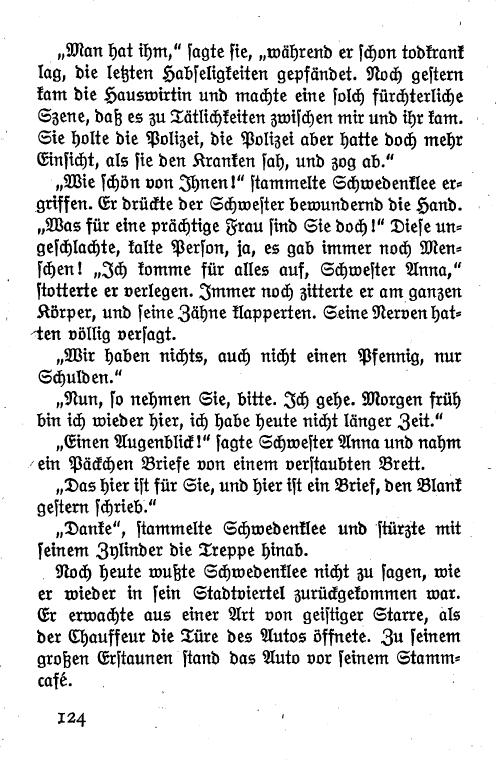 „Man hat ihm,“ sagte sie, „während er schon todkrank
lag, die letzten Habseligkeiten gepfändet. Noch gestern
kam die Hauswirtin und machte eine solch fürchterliche
Szene, daß es zu Tätlichkeiten zwischen mir und ihr kam.
Sie holte die Polizei, die Polizei aber hatte doch mehr
Einsicht, als sie den Kranken sah, und zog ab.“
„Wie schön von Ihnen!“ stammelte Schwedenklee er-
griffen. Er drückte der Schwester bewundernd die Hand.
„Was für eine prächtige Frau sind Sie doch!“ Diese un-
geschlachte, kalte Person, ja, es gab immer noch Men-
schen! „Ich komme für alles auf, Schwester Anna,“
stotterte er verlegen. Immer noch zitterte er am ganzen
Körper, und seine Zähne klapperten. Seine Nerven hat-
ten völlig versagt.
„Wir haben nichts, auch nicht einen Pfennig, nur
Schulden.“
„Nun, so nehmen Sie, bitte. Ich gehe. Morgen früh
bin ich wieder hier, ich habe heute nicht länger Zeit.“
„Einen Augenblick!“ sagte Schwester Anna und nahm
ein Päckchen Briefe von einem verstaubten Brett.
„Das hier ist für Sie, und hier ist ein Brief, den Blank
gestern schrieb.“
„Danke“, stammelte Schwedenklee und stürzte mit
seinem Zylinder die Treppe hinab.
Noch heute wußte Schwedenklee nicht zu sagen, wie
er wieder in sein Stadtviertel zurückgekommen war.
Er erwachte aus einer Art von geistiger Starre, als
der Chauffeur die Türe des Autos öffnete. Zu seinem
großen Erstaunen stand das Auto vor seinem Stamm-
café.
124